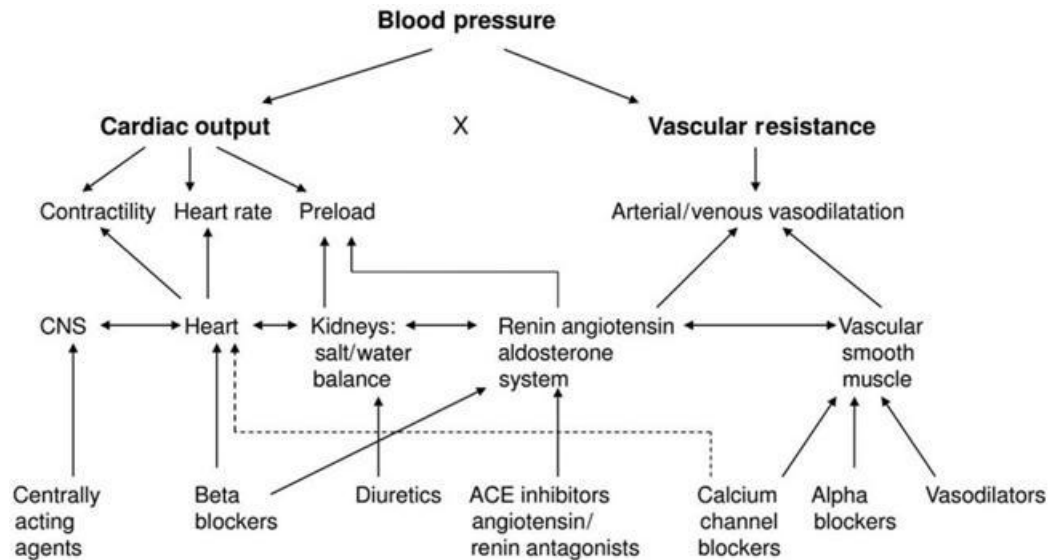 Blood pressure
Cardiac output X Vascular resistance
Contractility Heart rate Preload Arterial/venous vasodilatation
CNS Heart Kidneys: Renin angiotensin Vascular
salt/water aldosterone smooth
balance system muscle
Centrally Beta Diuretics ACE inhibitors Calcium Alpha Vasodilators
acting blockers angiotensin/ channel blockers
agents renin antagonists blockers